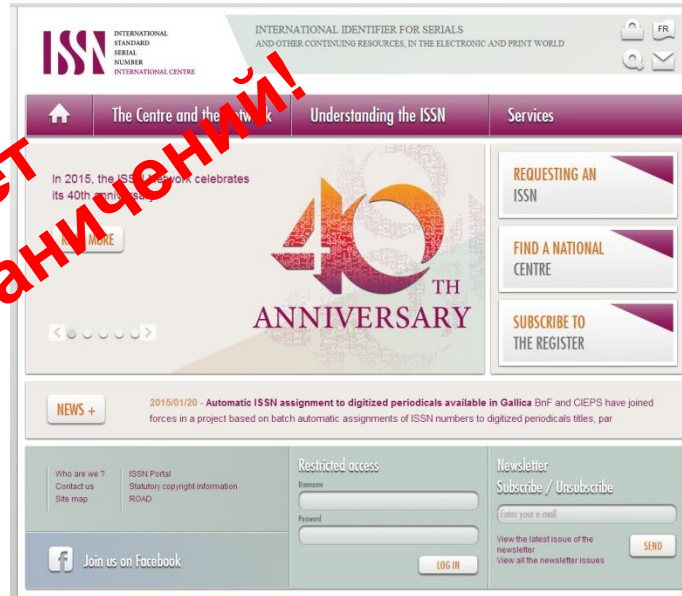 ISSN
INTERNATIONAL
STANDARD
SERIAL
NUMBER
INTERNATIONAL CENTRE
INTERNATIONAL IDENTIFIER FOR SERIALS
AND OTHER CONTINUING RESOURCES, IN THE ELECTRONIC AND PRINT WORLD
FR
The Centre and the Network
Understanding the ISSN
Services
In 2015, the ISSN Network celebrates
its 40th anniversary
MORE
40TH
ANNIVERSARY
REQUESTING AN
ISSN
FIND A NATIONAL
CENTRE
SUBSCRIBE TO
THE REGISTER
NEWS +
2015/01/20 - Automatic ISSN assignment to digitized periodicals available in Gallica BnF and CIEPS have joined
forces in a project based on batch automatic assignments of ISSN numbers to digitized periodicals titles, par
Who are we ?
Contact us
Site map
ISSN Portal
Statutory copyright information
ROAD
Join us on Facebook
Restricted access
Username
Password
LOG IN
Newsletter
Subscribe / Unsubscribe
Enter your e-mail
View the latest issue of the
newsletter
View all the newsletter issues
SEND